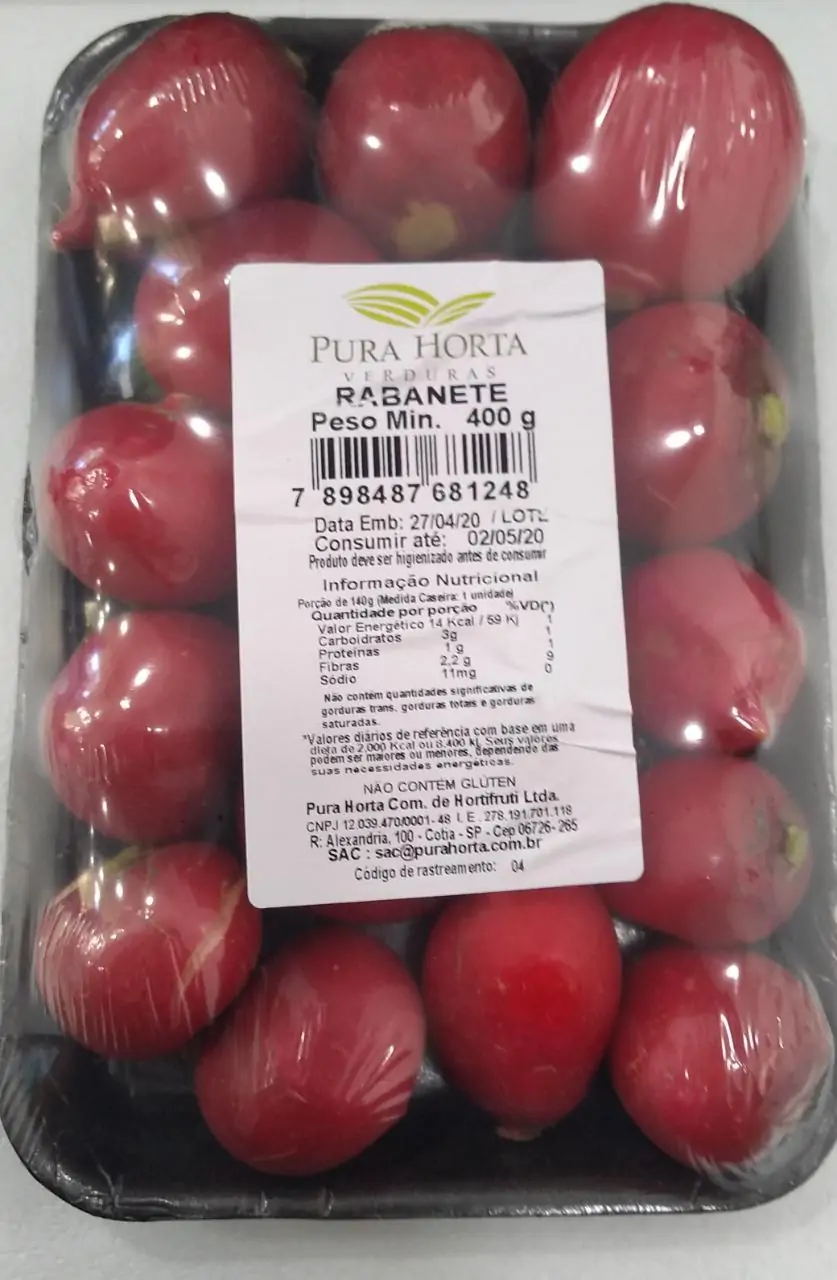 PURA HORTA
VERDURAS
RABANETE
Peso Min. 400 g
7 898487 681248
Data Emb: 27/04/20 / LOTE
Consumir até: 02/05/20
Produto deve ser higienizado antes de consumir
Informação Nutricional
Porção de 140g (Medida Caseira: 1 unidade)
Quantidade por porção %VD(*)
Valor Energético 14 Kcal / 59 Kj 1
Carboidratos 3g 1
Proteínas 1 g 1
Fibras 2,2 g 9
Sódio 11mg 0
Não contém quantidades significativas de
gorduras trans, gorduras totais e gorduras
saturadas.
*Valores diários de referência com base em uma
dieta de 2.000 Kcal ou 8.400 kj. Seus valores
podem ser maiores ou menores, dependendo das
suas necessidades energéticas.
NÃO CONTÉM GLÚTEN
Pura Horta Com. de Hortifruti Ltda.
CNPJ 12.039.470/0001-48 I.E. 278.191.701.118
R: Alexandria, 100 - Cotia - SP - Cep 06726-265
SAC : sac@purahorta.com.br
Código de rastreamento: 04